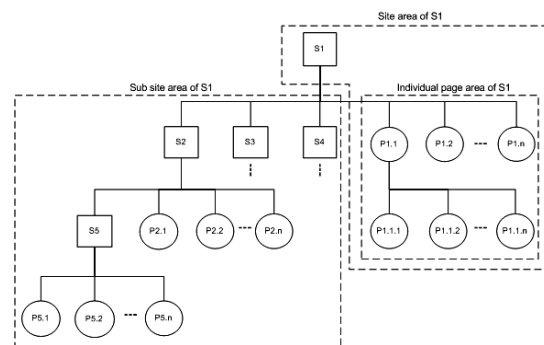 Site area of S1
S1
Sub site area of S1
Individual page area of S1
S2
S3
S4
P1.1
P1.2
P1.n
S5
P2.1
P2.2
P2.n
P1.1.1
P1.1.2
P1.1.n
P5.1
P5.2
P5.n